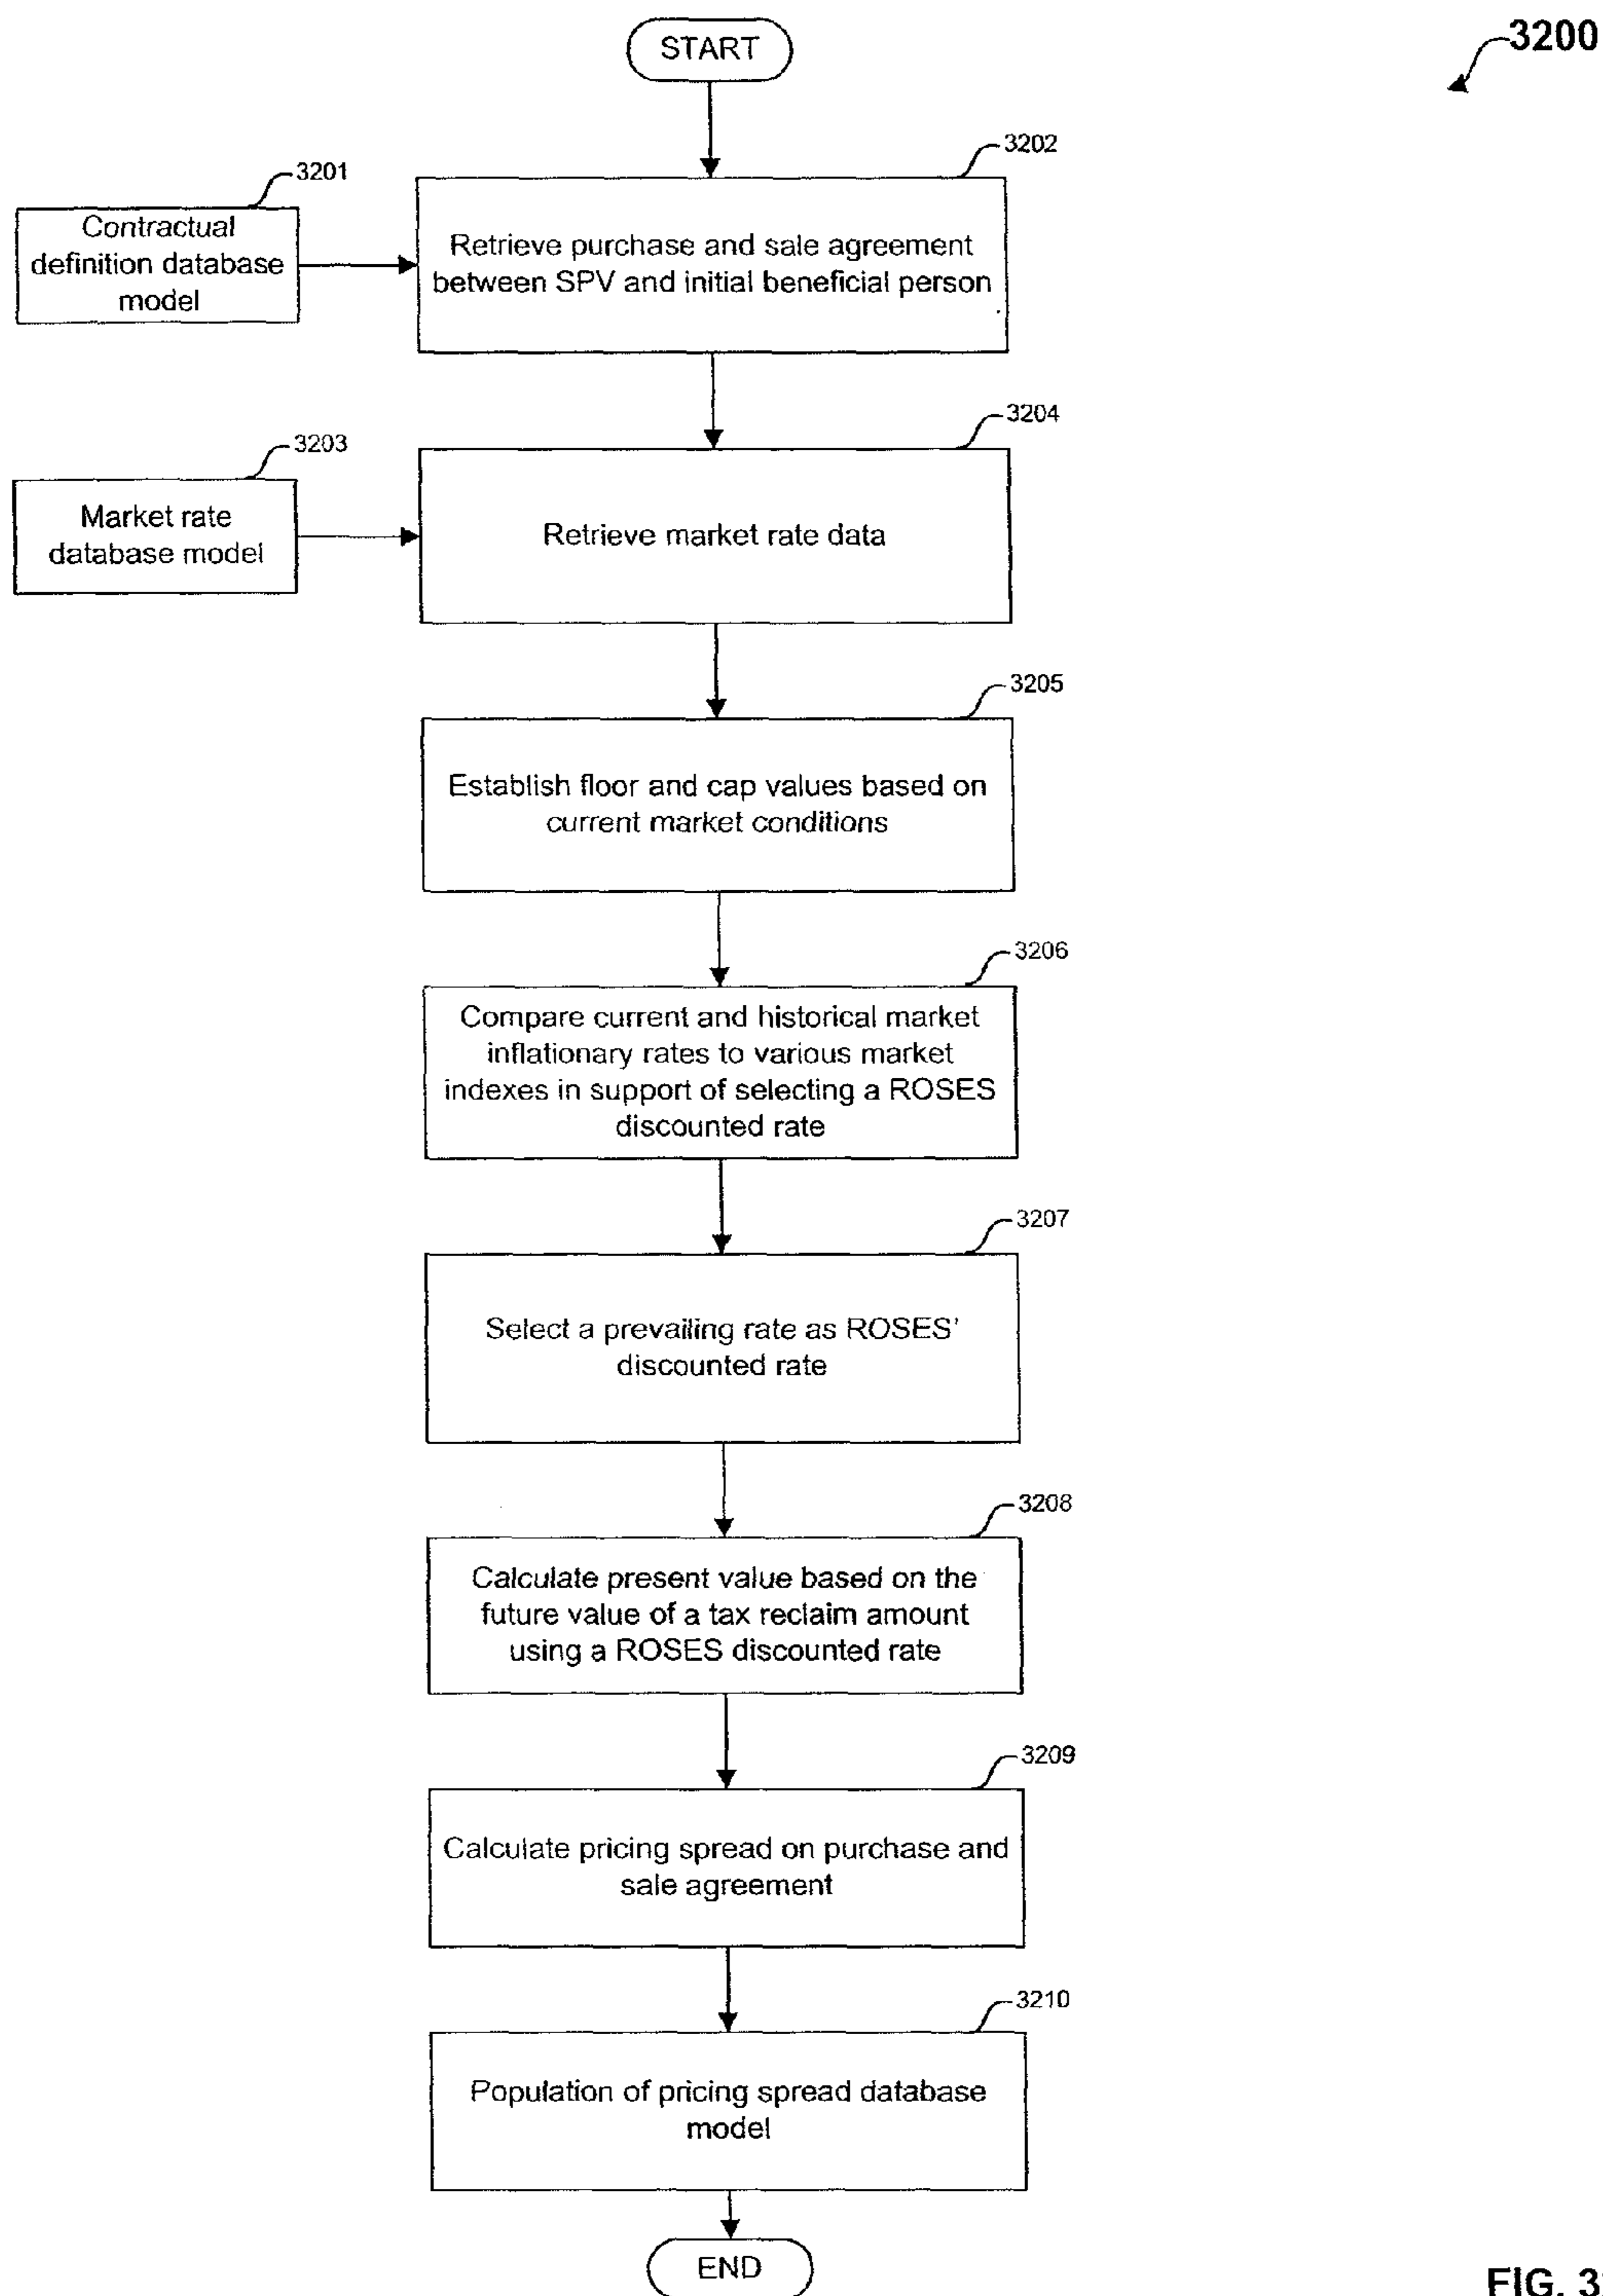 START
3200
3202
3201
Contractual
definition database
model
Retrieve purchase and sale agreement
between SPV and initial beneficial person
3204
3203
Market rate
database model
Retrieve market rate data
3205
Establish floor and cap values based on
current market conditions
3206
Compare current and historical market
inflationary rates to various market
indexes in support of selecting a ROSES
discounted rate
3207
Select a prevailing rate as ROSES'
discounted rate
3208
Calculate present value based on the
future value of a tax reclaim amount
using a ROSES discounted rate
3209
Calculate pricing spread on purchase and
sale agreement
3210
Population of pricing spread database
model
END
FIG.